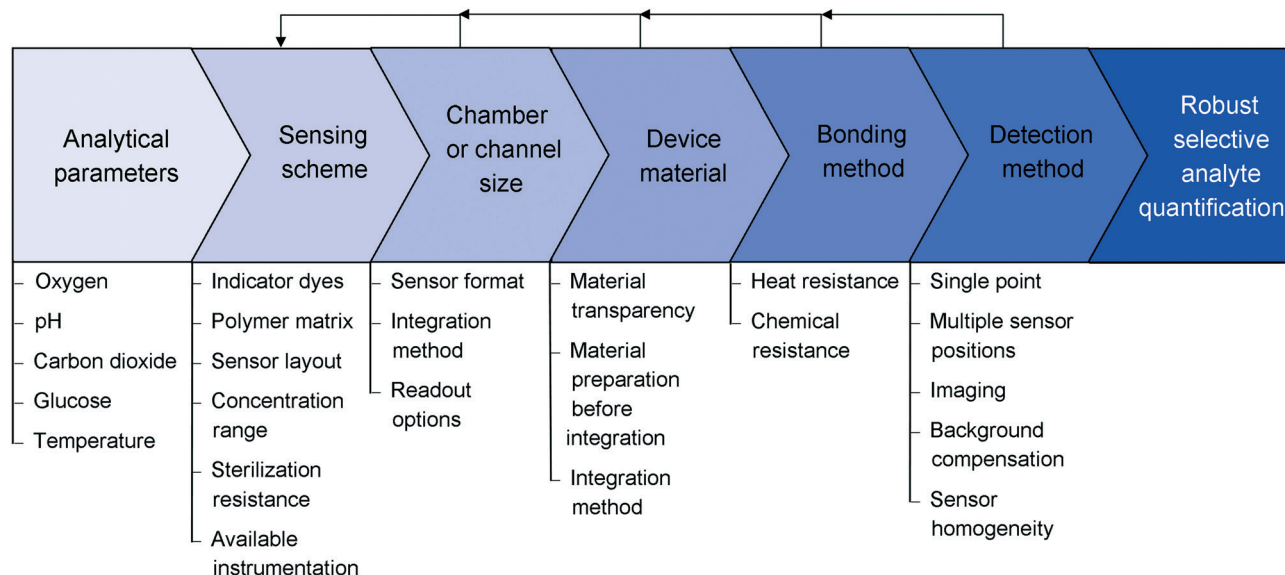 Analytical
parameters
Sensing
scheme
Chamber
or channel
size
Device
material
Bonding
method
Detection
method
Robust
selective
analyte
quantification
Oxygen
pH
Carbon dioxide
Glucose
Temperature
Indicator dyes
Polymer matrix
Sensor layout
Concentration
range
Sterilization
resistance
Available
instrumentation
Sensor format
Integration
method
Readout
options
Material
transparency
Material
preparation
before
integration
Integration
method
Heat resistance
Chemical
resistance
Single point
Multiple sensor
positions
Imaging
Background
compensation
Sensor
homogeneity